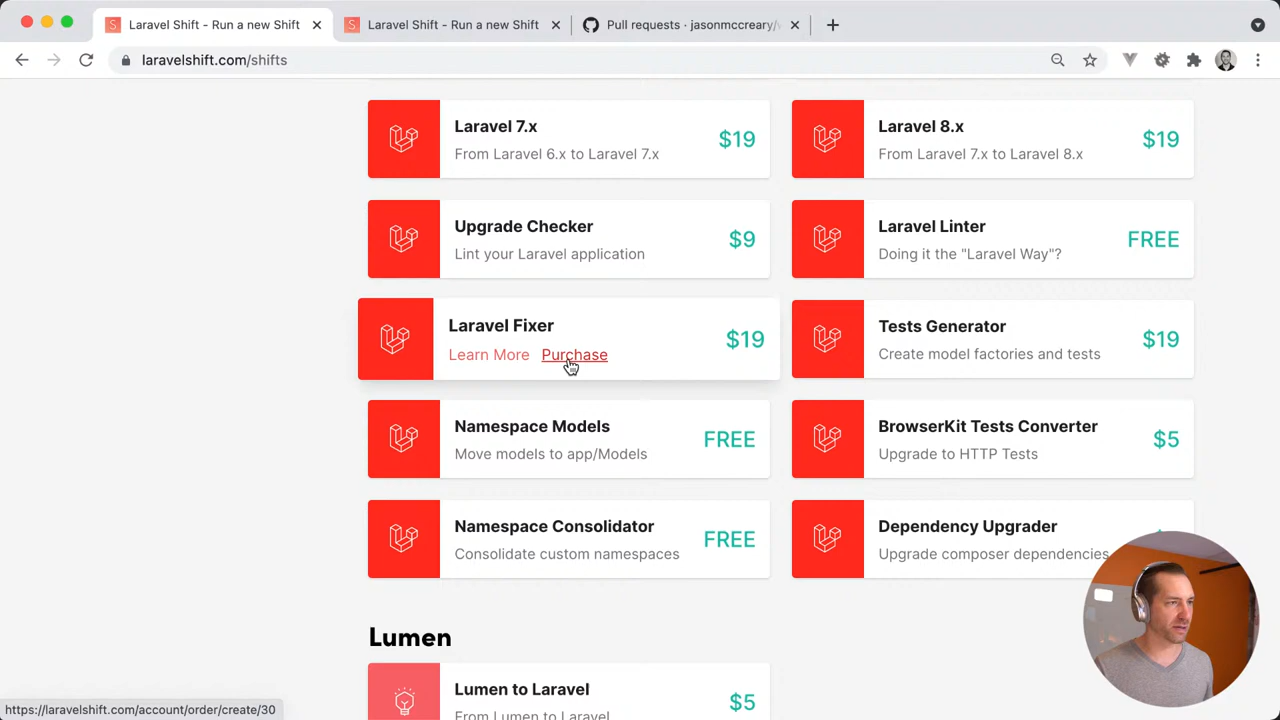 Laravel Shift - Run a new Shift
Laravel Shift - Run a new Shift
Pull requests · jasonmccreary/
laravelshift.com/shifts
Laravel 7.x
From Laravel 6.x to Laravel 7.x
$19
Laravel 8.x
From Laravel 7.x to Laravel 8.x
$19
Upgrade Checker
Lint your Laravel application
$9
Laravel Linter
Doing it the "Laravel Way"?
FREE
Laravel Fixer
Learn More Purchase
$19
Tests Generator
Create model factories and tests
$19
Namespace Models
Move models to app/Models
FREE
BrowserKit Tests Converter
Upgrade to HTTP Tests
$5
Namespace Consolidator
Consolidate custom namespaces
FREE
Dependency Upgrader
Upgrade composer dependencies
Lumen
Lumen to Laravel
From Lumen to Laravel
$5
https://laravelshift.com/account/order/create/30